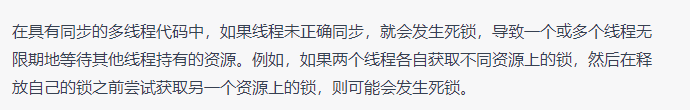 在具有同步的多线程代码中，如果线程未正确同步，就会发生死锁，导致一个或多个线程无
限期地等待其他线程持有的资源。例如，如果两个线程各自获取不同资源上的锁，然后在释
放自己的锁之前尝试获取另一个资源上的锁，则可能会发生死锁。